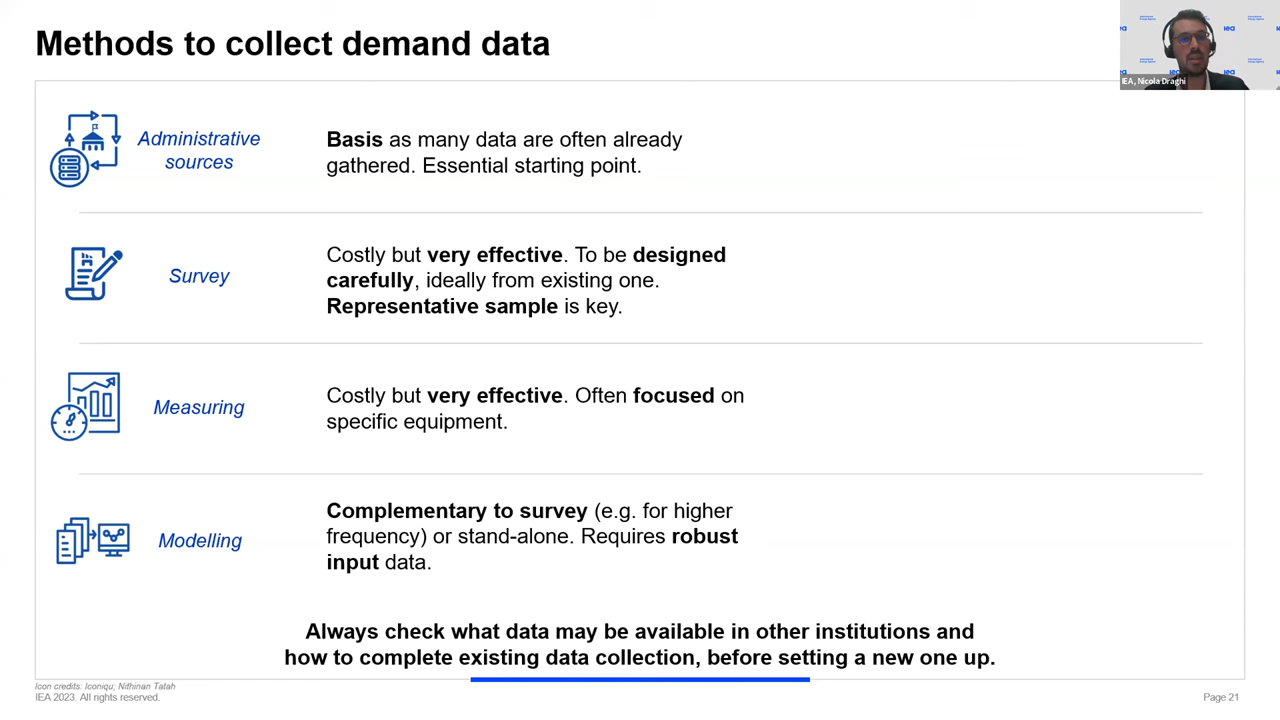 Methods to collect demand data
IEA, Nicola Draghi
Administrative
sources
Basis as many data are often already
gathered. Essential starting point.
Survey
Costly but very effective. To be designed
carefully, ideally from existing one.
Representative sample is key.
Measuring
Costly but very effective. Often focused on
specific equipment.
Modelling
Complementary to survey (e.g. for higher
frequency) or stand-alone. Requires robust
input data.
Always check what data may be available in other institutions and
how to complete existing data collection, before setting a new one up.
Icon credits: Iconiqu; Nithinan Tatah
IEA 2023. All rights reserved.
Page 21